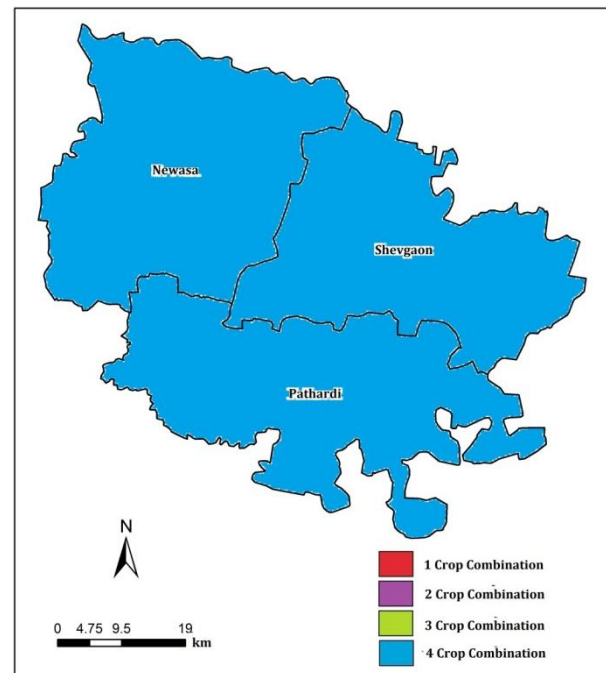 Newasa
Shevgaon
Pathardi
N
0 4.75 9.5 19
km
1 Crop Combination
2 Crop Combination
3 Crop Combination
4 Crop Combination